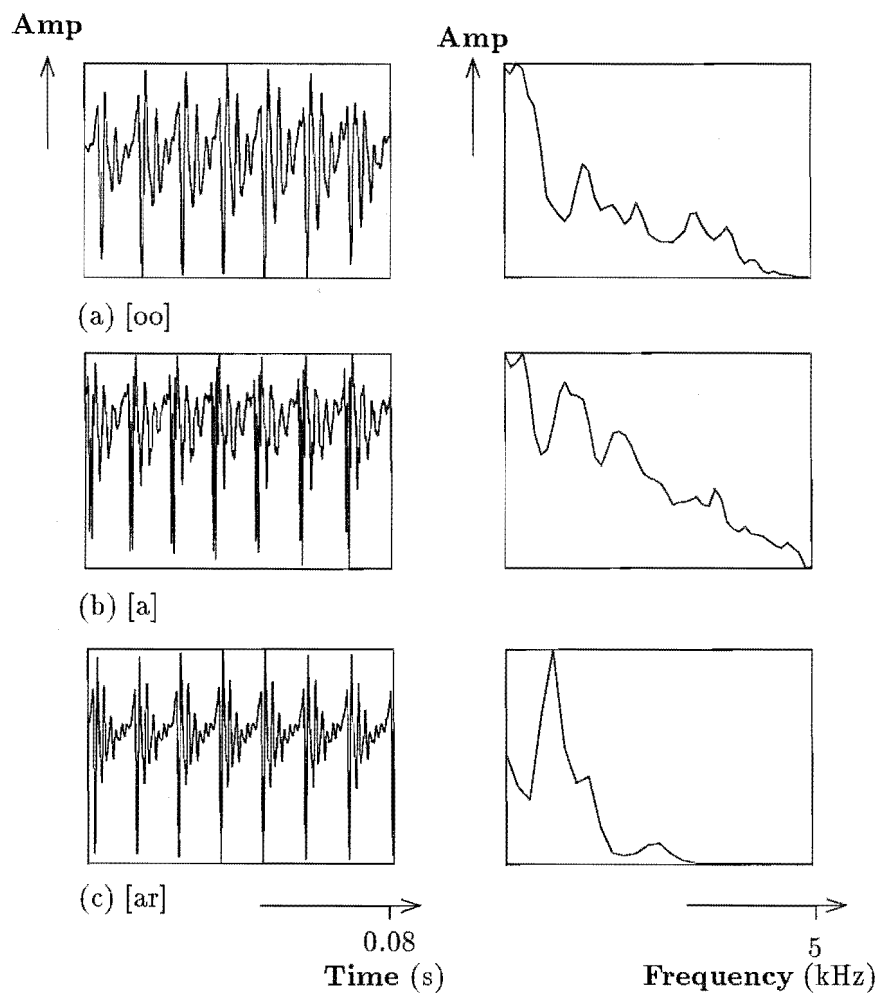 Amp
Amp
(a) [oo]
(b) [a]
(c) [ar]
0.08
5
Time (s)
Frequency (kHz)